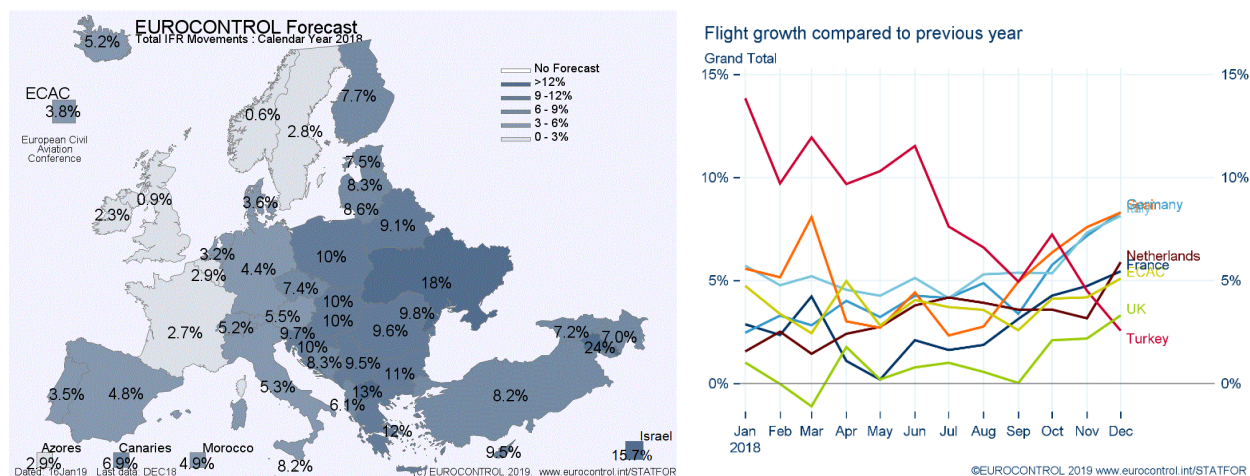 EUROCONTROL Forecast
Total IFR Movements : Calendar Year 2018
5.2%
No Forecast
>12%
9 -12%
6 - 9%
3 - 6%
0 - 3%
ECAC
3.8%
European Civil
Aviation
Conference
7.7%
0.6%
2.8%
7.5%
8.3%
8.6%
3.6%
0.9%
2.3%
9.1%
3.2%
2.9%
4.4%
10%
7.4%
18%
10%
5.5%
10%
9.8%
2.7%
5.2%
9.7%
9.6%
10%
8.3%
9.5%
7.2%
7.0%
24%
11%
3.5%
4.8%
5.3%
13%
6.1%
8.2%
12%
9.5%
8.2%
Azores
2.9%
Canaries
6.9%
Morocco
4.9%
Israel
15.7%
Dated: 16Jan19 Last data: DEC18
(C) EUROCONTROL 2019. www.eurocontrol.int/STATFOR
Flight growth compared to previous year
Grand Total
15%
15%
10%
10%
5%
5%
0%
0%
Germany
Netherlands
France
ECAC
UK
Turkey
Jan Feb Mar Apr May Jun Jul Aug Sep Oct Nov Dec
2018
©EUROCONTROL 2019 www.eurocontrol.int/STATFOR